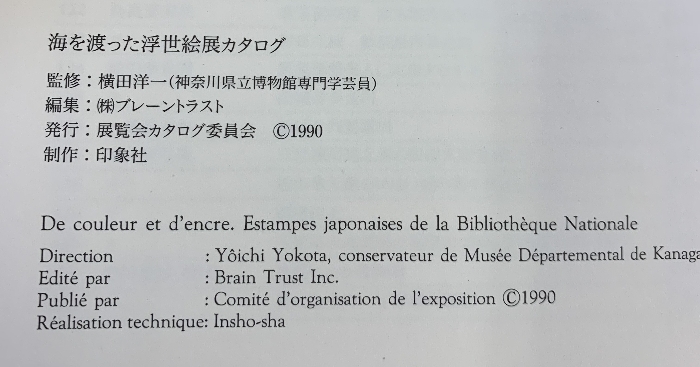 海を渡った浮世絵展カタログ
監修：横田洋一(神奈川県立博物館専門学芸員)
編集：㈱ブレーントラスト
発行：展覧会カタログ委員会　©1990
制作：印象社
De couleur et d'encre. Estampes japonaises de la Bibliothèque Nationale
Direction : Yôichi Yokota, conservateur de Musée Départemental de Kanaga
Edité par : Brain Trust Inc.
Publié par : Comité d'organisation de l'exposition ©1990
Réalisation technique: Insho-sha